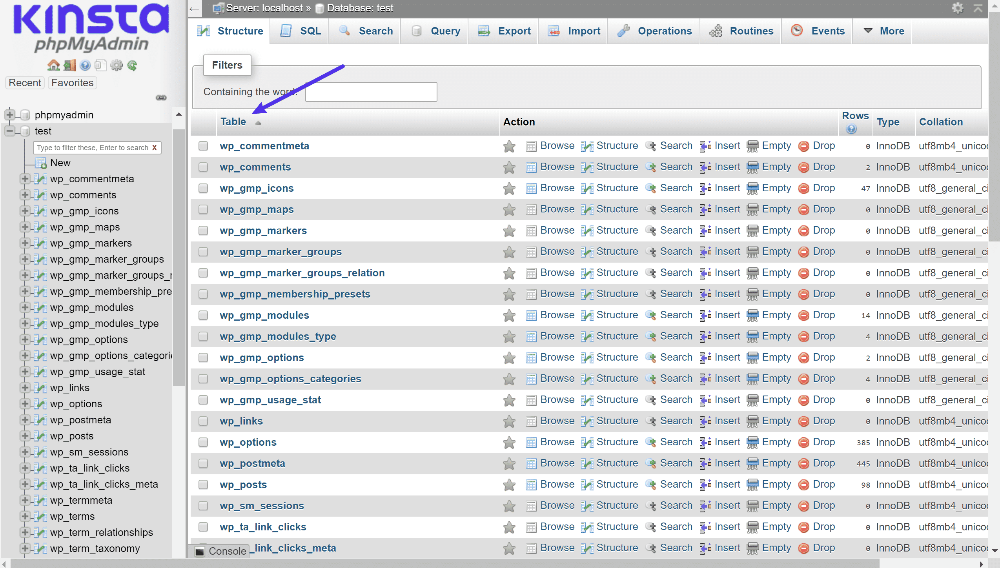 KINSTA
phpMyAdmin
Recent Favorites
phpmyadmin
test
Type to filter these, Enter to search X
New
wp_commentmeta
wp_comments
wp_gmp_icons
wp_gmp_maps
wp_gmp_markers
wp_gmp_marker_groups
wp_gmp_marker_groups_r
wp_gmp_membership_pre
wp_gmp_modules
wp_gmp_modules_type
wp_gmp_options
wp_gmp_options_categorie
wp_gmp_usage_stat
wp_links
wp_options
wp_postmeta
wp_posts
wp_sm_sessions
wp_ta_link_clicks
wp_ta_link_clicks_meta
wp_termmeta
wp_terms
wp_term_relationships
wp_term_taxonomy
Server: localhost » Database: test
Structure SQL Search Query Export Import Operations Routines Events More
Filters
Containing the word:
Table Action Rows Type Collation
wp_commentmeta Browse Structure Search Insert Empty Drop 0 InnoDB utf8mb4_unicoc
wp_comments Browse Structure Search Insert Empty Drop 2 InnoDB utf8mb4_unicoc
wp_gmp_icons Browse Structure Search Insert Empty Drop 47 InnoDB utf8_general_ci
wp_gmp_maps Browse Structure Search Insert Empty Drop 0 InnoDB utf8_general_ci
wp_gmp_markers Browse Structure Search Insert Empty Drop 0 InnoDB utf8_general_ci
wp_gmp_marker_groups Browse Structure Search Insert Empty Drop 0 InnoDB utf8_general_ci
wp_gmp_marker_groups_relation Browse Structure Search Insert Empty Drop 0 InnoDB utf8_general_ci
wp_gmp_membership_presets Browse Structure Search Insert Empty Drop 0 InnoDB utf8_general_ci
wp_gmp_modules Browse Structure Search Insert Empty Drop 14 InnoDB utf8_general_ci
wp_gmp_modules_type Browse Structure Search Insert Empty Drop 4 InnoDB utf8_general_ci
wp_gmp_options Browse Structure Search Insert Empty Drop 2 InnoDB utf8_general_ci
wp_gmp_options_categories Browse Structure Search Insert Empty Drop 4 InnoDB utf8_general_ci
wp_gmp_usage_stat Browse Structure Search Insert Empty Drop 0 InnoDB utf8_general_ci
wp_links Browse Structure Search Insert Empty Drop 0 InnoDB utf8mb4_unicoc
wp_options Browse Structure Search Insert Empty Drop 385 InnoDB utf8mb4_unicoc
wp_postmeta Browse Structure Search Insert Empty Drop 445 InnoDB utf8mb4_unicoc
wp_posts Browse Structure Search Insert Empty Drop 98 InnoDB utf8mb4_unicoc
wp_sm_sessions Browse Structure Search Insert Empty Drop 0 InnoDB utf8mb4_unicoc
wp_ta_link_clicks Browse Structure Search Insert Empty Drop 0 InnoDB utf8mb4_unicoc
_link_clicks_meta Browse Structure Search Insert Empty Drop 0 InnoDB utf8mb4_unicoc
Console